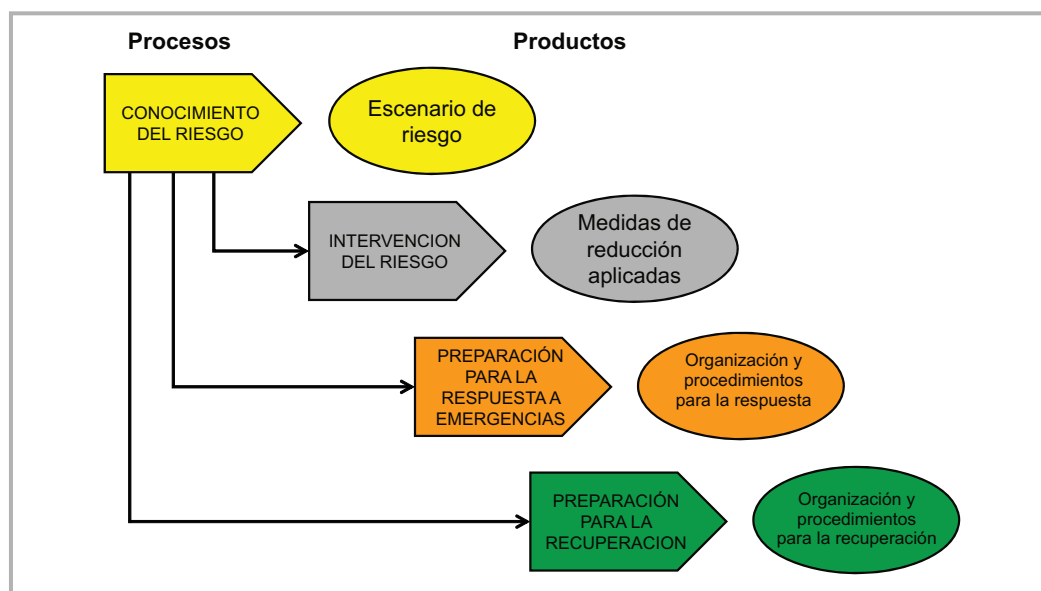 Procesos
Productos
CONOCIMIENTO
DEL RIESGO
Escenario de
riesgo
INTERVENCION
DEL RIESGO
Medidas de
reducción
aplicadas
PREPARACIÓN
PARA LA
RESPUESTA A
EMERGENCIAS
Organización y
procedimientos
para la respuesta
PREPARACIÓN
PARA LA
RECUPERACION
Organización y
procedimientos
para la recuperación